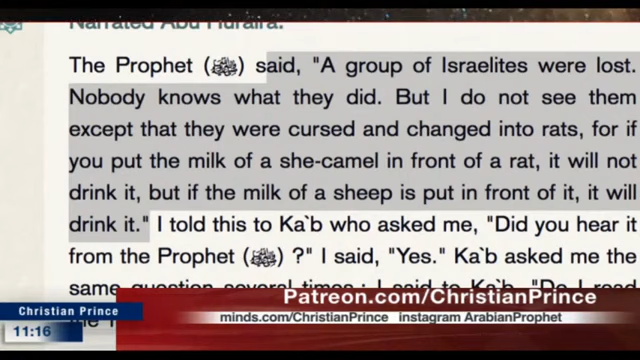 Narrated Abu Huraira:
The Prophet (ﷺ) said, "A group of Israelites were lost.
Nobody knows what they did. But I do not see them
except that they were cursed and changed into rats, for if
you put the milk of a she-camel in front of a rat, it will not
drink it, but if the milk of a sheep is put in front of it, it will
drink it." I told this to Ka`b who asked me, "Did you hear it
from the Prophet (ﷺ) ?" I said, "Yes." Ka`b asked me the
same question several times ; I said to Ka`b, "Do I read
Patreon.com/ChristianPrince
Christian Prince
minds.com/ChristianPrince instagram ArabianProphet
11:16